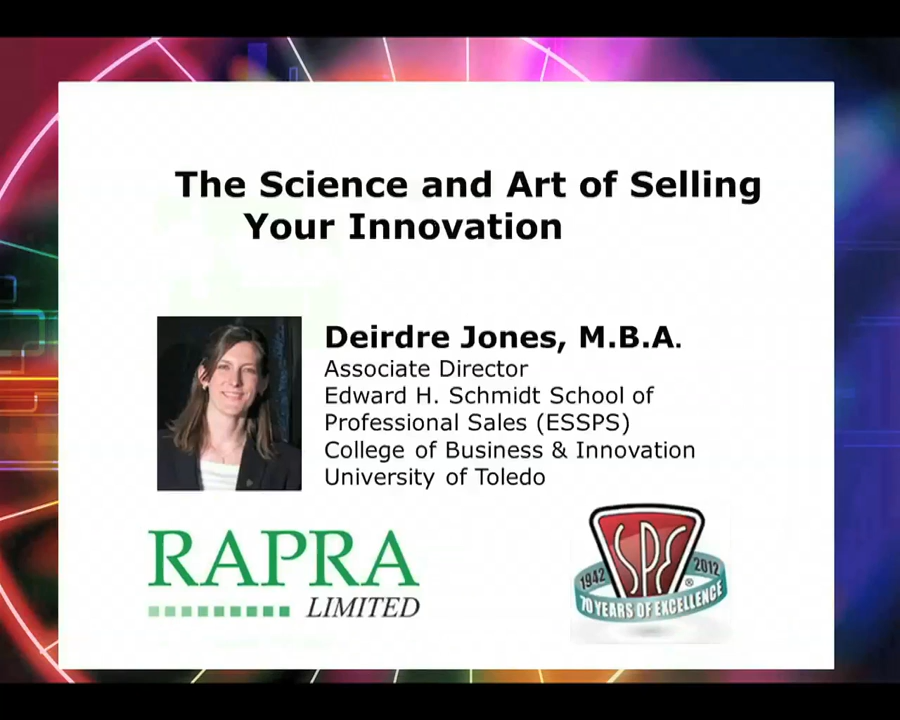 The Science and Art of Selling
Your Innovation
Deirdre Jones, M.B.A.
Associate Director
Edward H. Schmidt School of
Professional Sales (ESSPS)
College of Business & Innovation
University of Toledo
RAPRA
LIMITED
SPE
®
1942 2012
70 YEARS OF EXCELLENCE